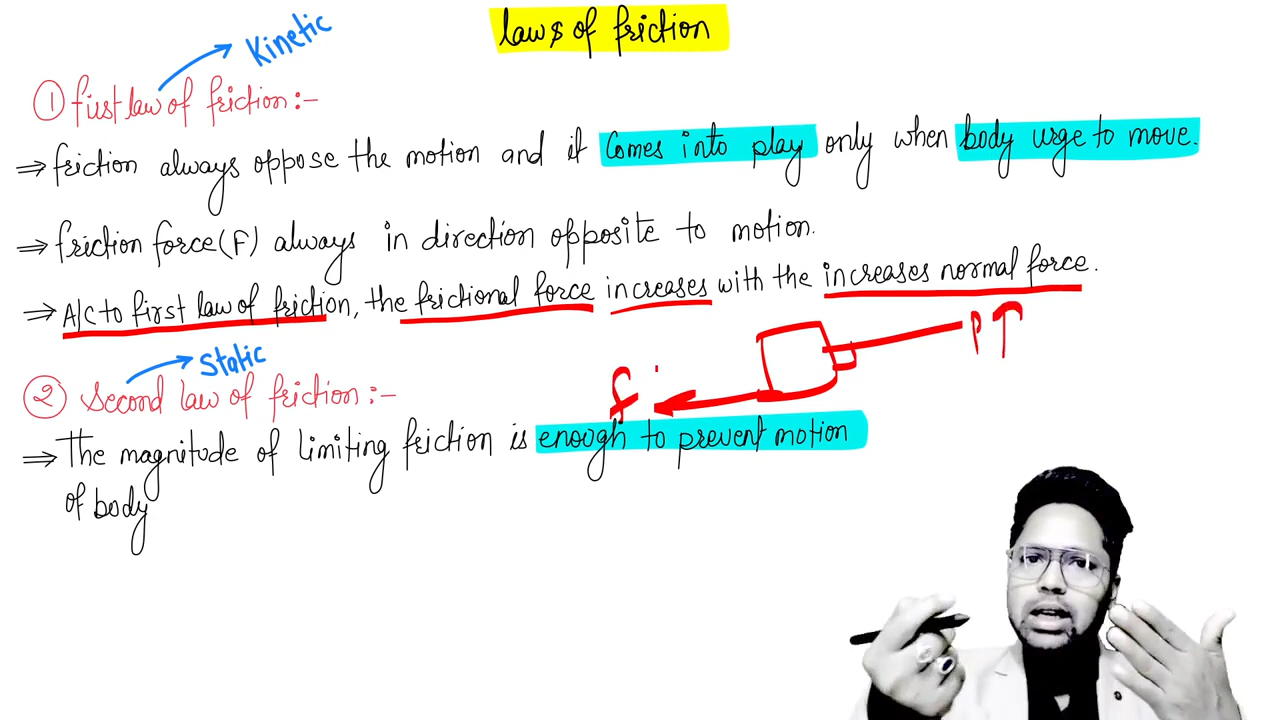 laws of friction
Kinetic
① first law of friction :-
⇒ friction always oppose the motion and it Comes into play only when body urge to move.
⇒ friction force(F) always in direction opposite to motion.
⇒ A/C to first law of friction, the frictional force increases with the increases normal force.
P↑
Static
f
② Second law of friction :-
⇒ The magnitude of limiting friction is enough to prevent motion
of body